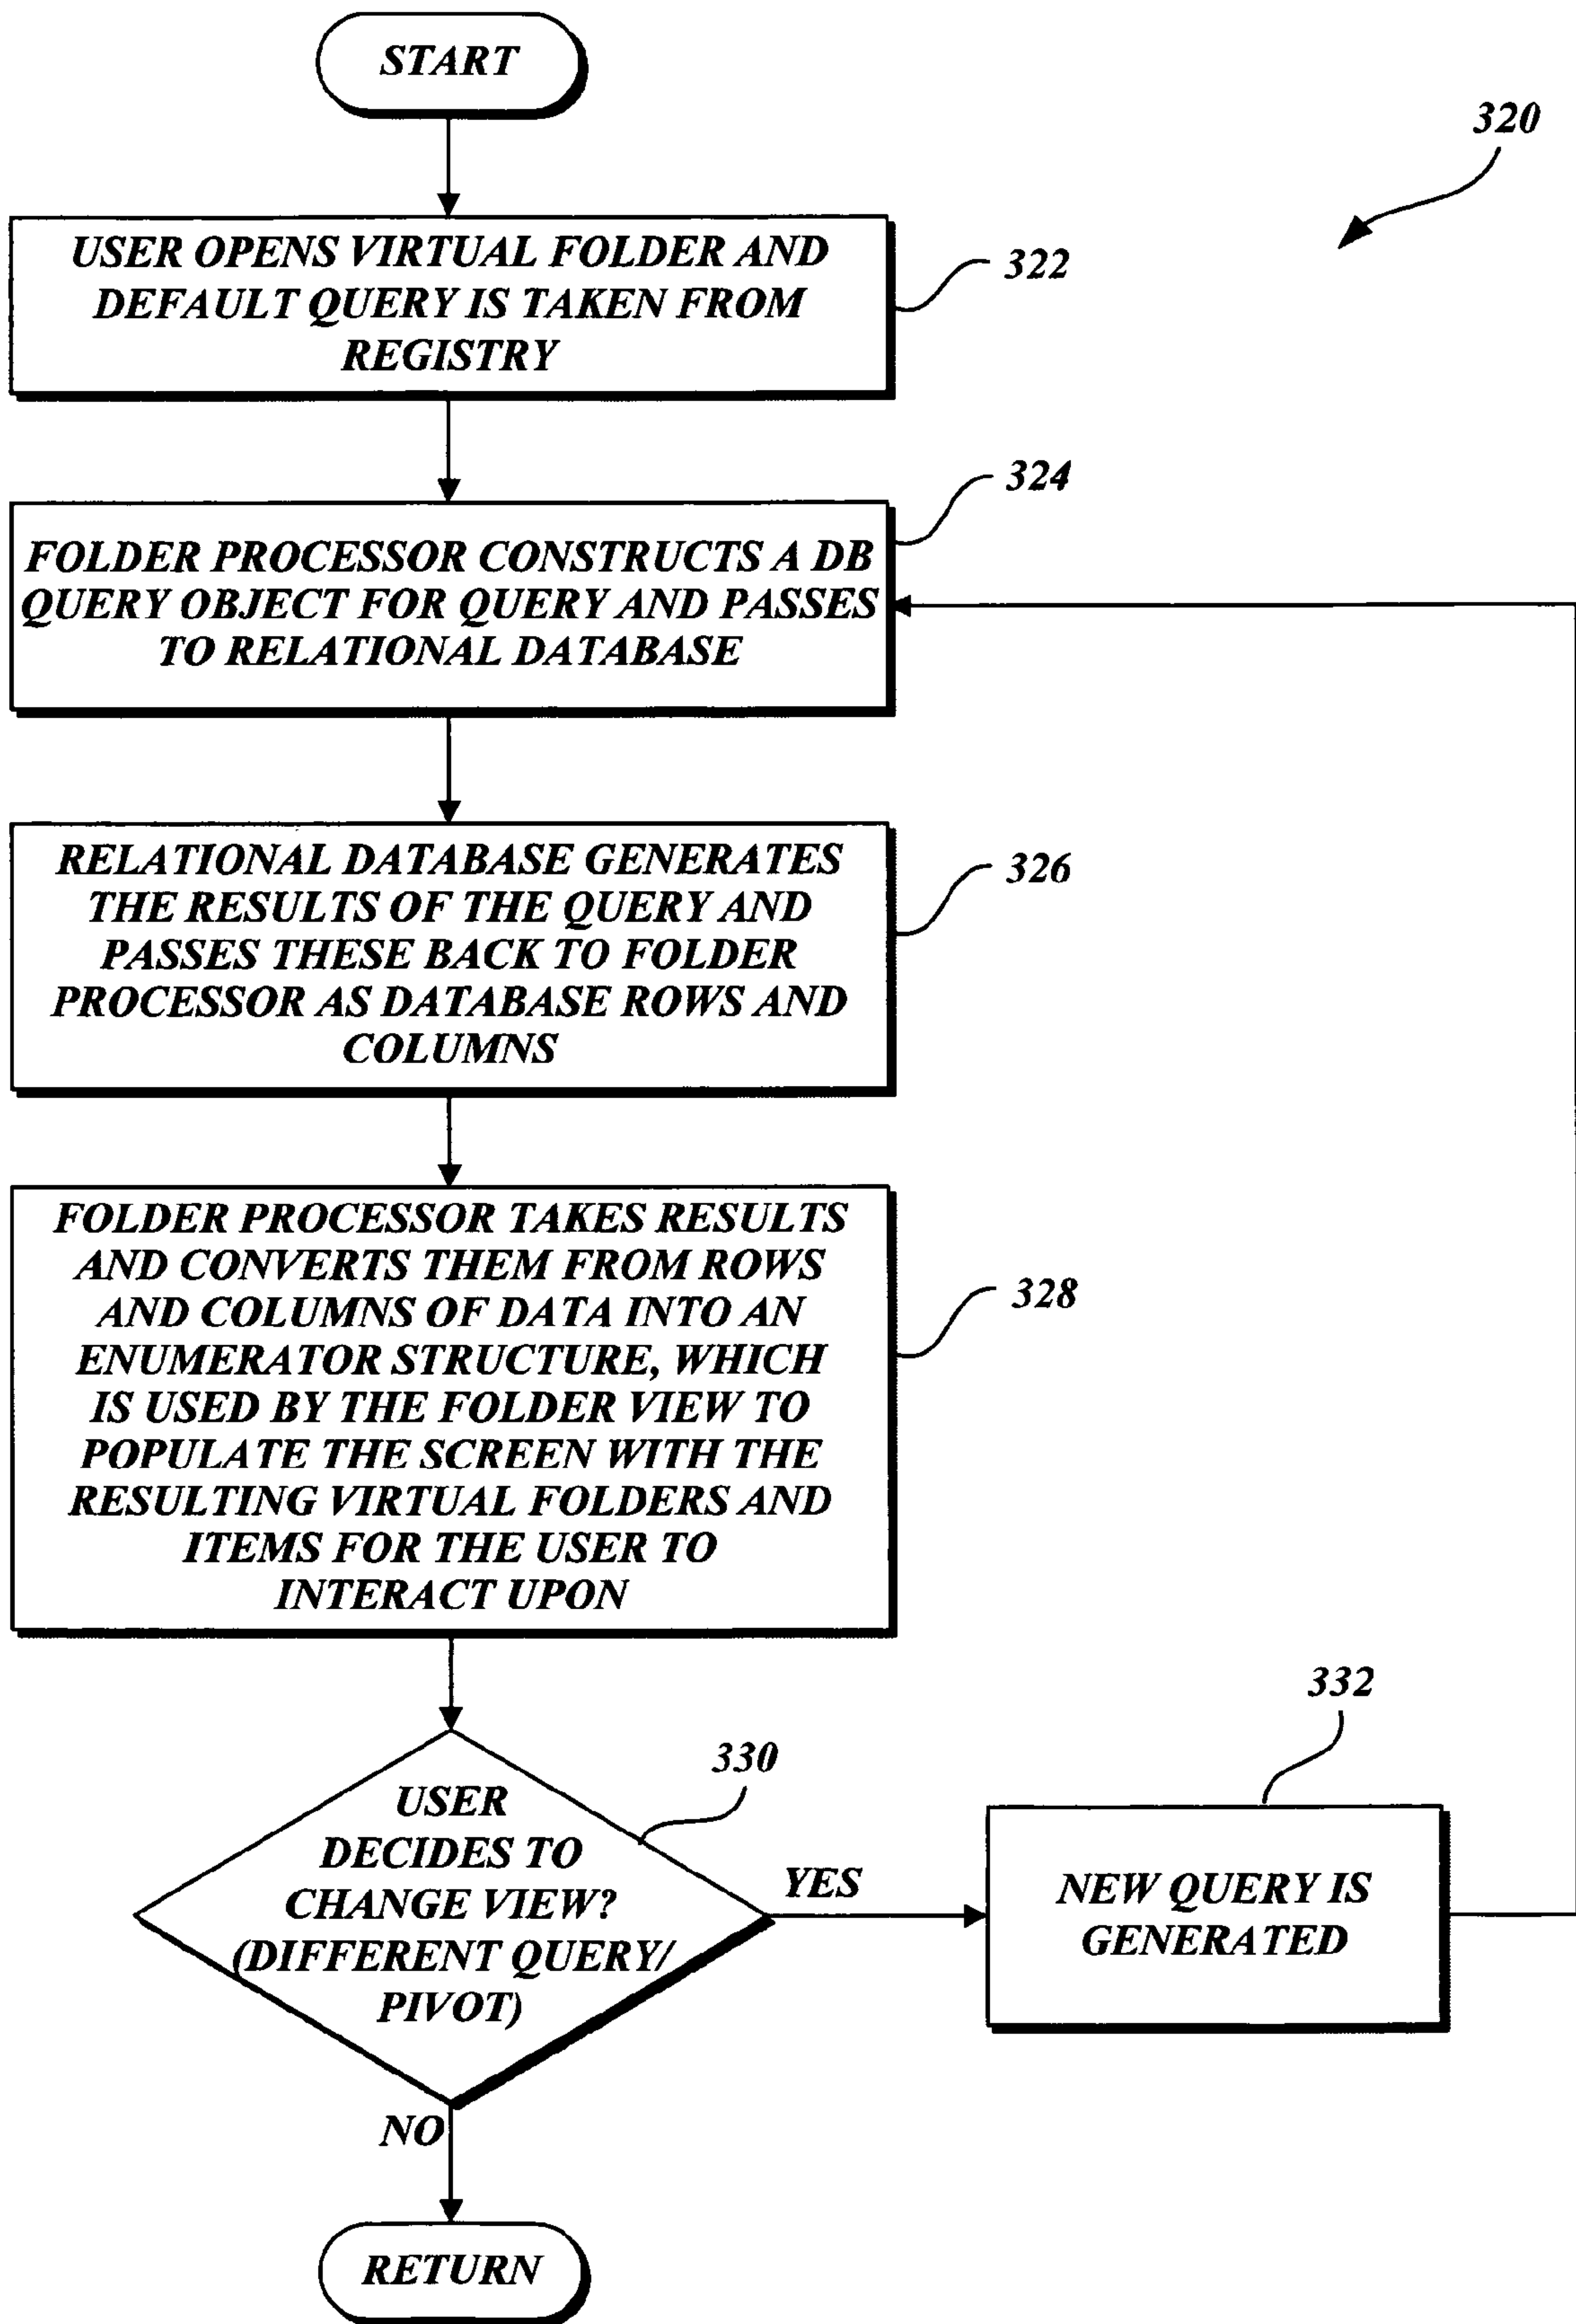 START
320
USER OPENS VIRTUAL FOLDER AND
DEFAULT QUERY IS TAKEN FROM
REGISTRY
322
324
FOLDER PROCESSOR CONSTRUCTS A DB
QUERY OBJECT FOR QUERY AND PASSES
TO RELATIONAL DATABASE
RELATIONAL DATABASE GENERATES
THE RESULTS OF THE QUERY AND
PASSES THESE BACK TO FOLDER
PROCESSOR AS DATABASE ROWS AND
COLUMNS
326
FOLDER PROCESSOR TAKES RESULTS
AND CONVERTS THEM FROM ROWS
AND COLUMNS OF DATA INTO AN
ENUMERATOR STRUCTURE, WHICH
IS USED BY THE FOLDER VIEW TO
POPULATE THE SCREEN WITH THE
RESULTING VIRTUAL FOLDERS AND
ITEMS FOR THE USER TO
INTERACT UPON
328
330
USER
DECIDES TO
CHANGE VIEW?
(DIFFERENT QUERY/
PIVOT)
YES
332
NEW QUERY IS
GENERATED
NO
RETURN